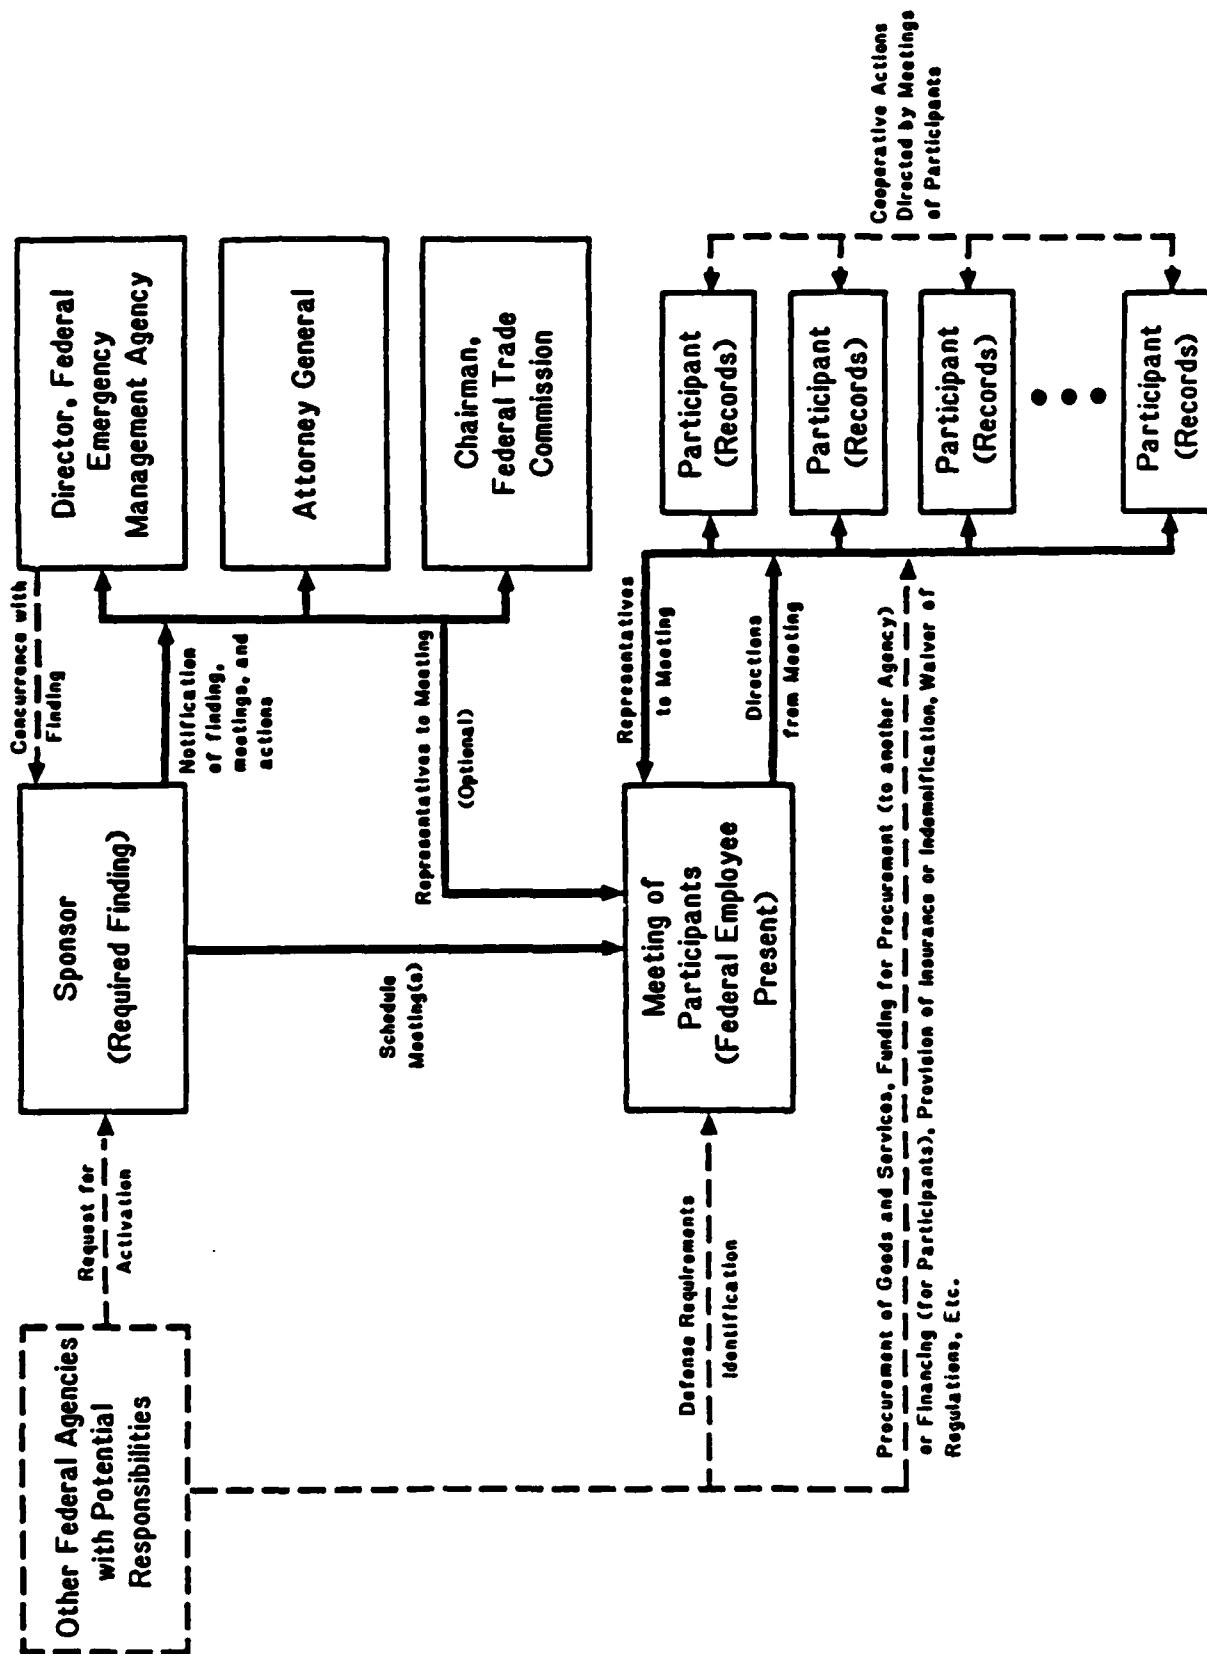 Other Federal Agencies
with Potential
Responsibilities
Request for
Activation
Sponsor
(Required Finding)
Concurrence with
Finding
Notification
of finding,
meetings, and
actions
Director, Federal
Emergency
Management Agency
Attorney General
Chairman,
Federal Trade
Commission
Schedule
Meeting(s)
Representatives to Meeting
(Optional)
Defense Requirements
Identification
Meeting of
Participants
(Federal Employee
Present)
Representatives
to Meeting
Directions
from Meeting
Participant
(Records)
Participant
(Records)
Participant
(Records)
Participant
(Records)
Cooperative Actions
Directed by Meetings
of Participants
Procurement of Goods and Services, Funding for Procurement (to another Agency)
or Financing (for Participants), Provision of Insurance or Indemnification, Waiver of
Regulations, Etc.